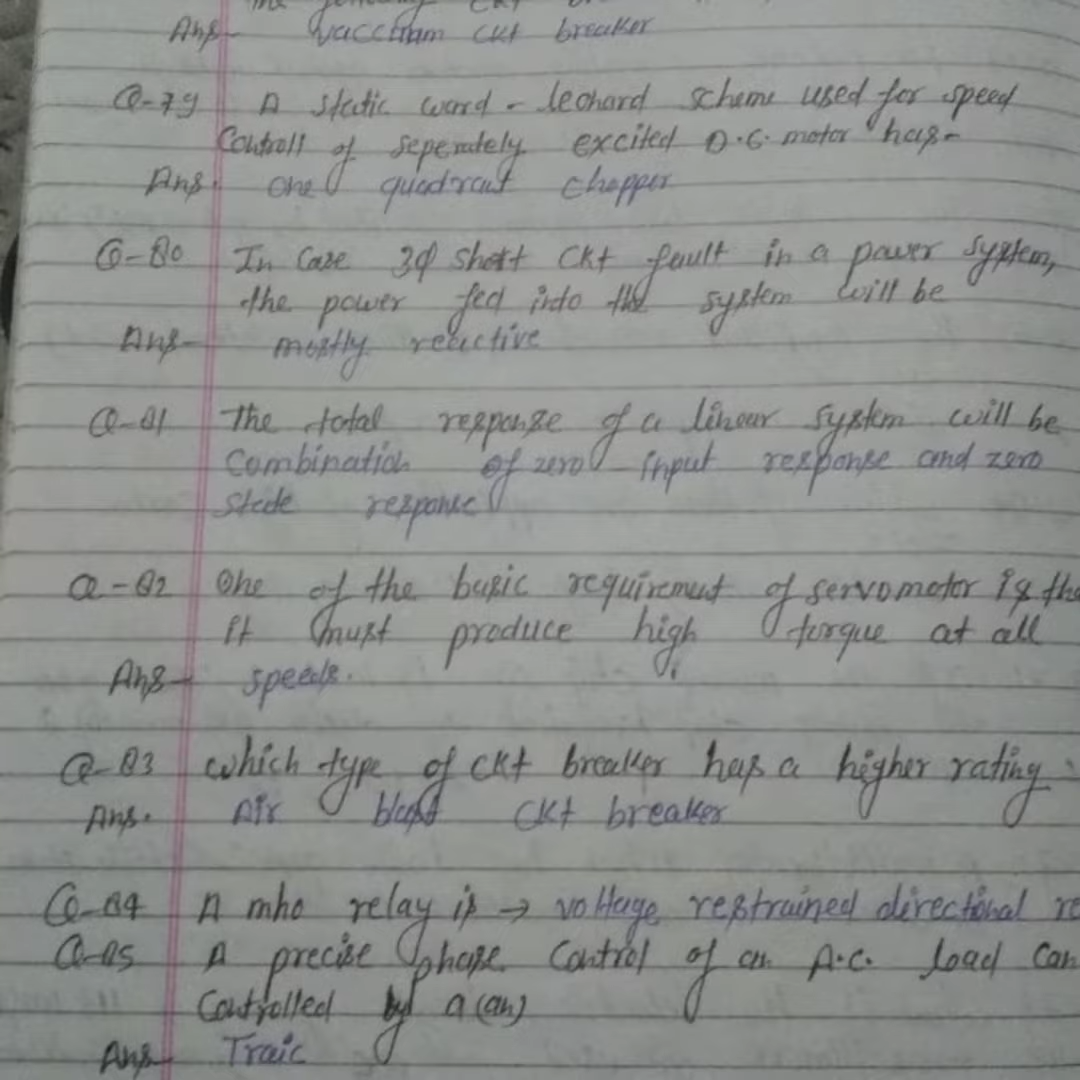 Ans- vaccuam ckt breaker
Q-79 A static word - leohard scheme used for speed
Controll of seperately excited D.C. motor has-
Ans. one quadrant chopper
Q-80 In Case 3φ short ckt fault in a power system,
the power fed into the system will be
Ans- mostly reactive
Q-81 The total response of a linear system will be
Combination of zero input response and zero
state response
Q-82 One of the basic requirement of servomotor is tha
it must produce high torque at all
Ans- speeds.
Q-83 which type of ckt breaker has a higher rating
Ans. Air blast ckt breaker
Q-84 A mho relay is → voltage restrained directional re
Q-85 A precise phase Control of an A.C. load can
Controlled by a(an)
Ans- Traic